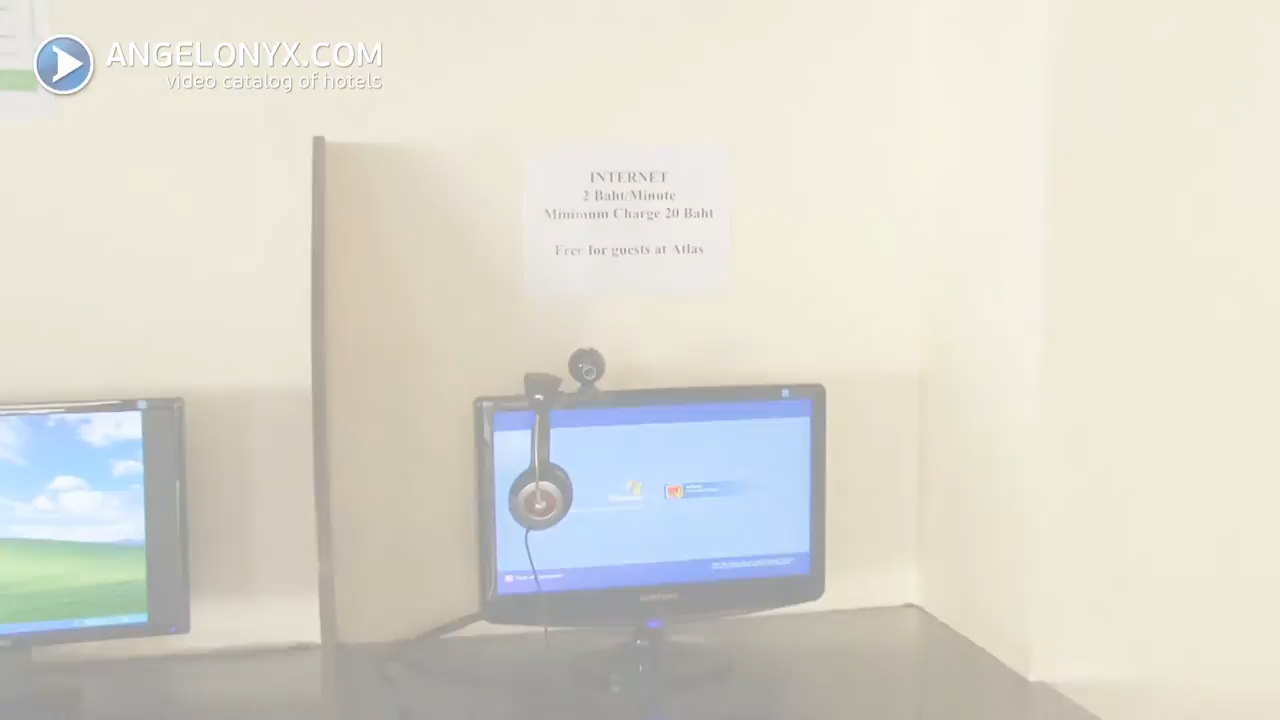 ANGELONYX.COM
video catalog of hotels
INTERNET
2 Baht/Minute
Minimum Charge 20 Baht
Free for guests at Atlas
SAMSUNG